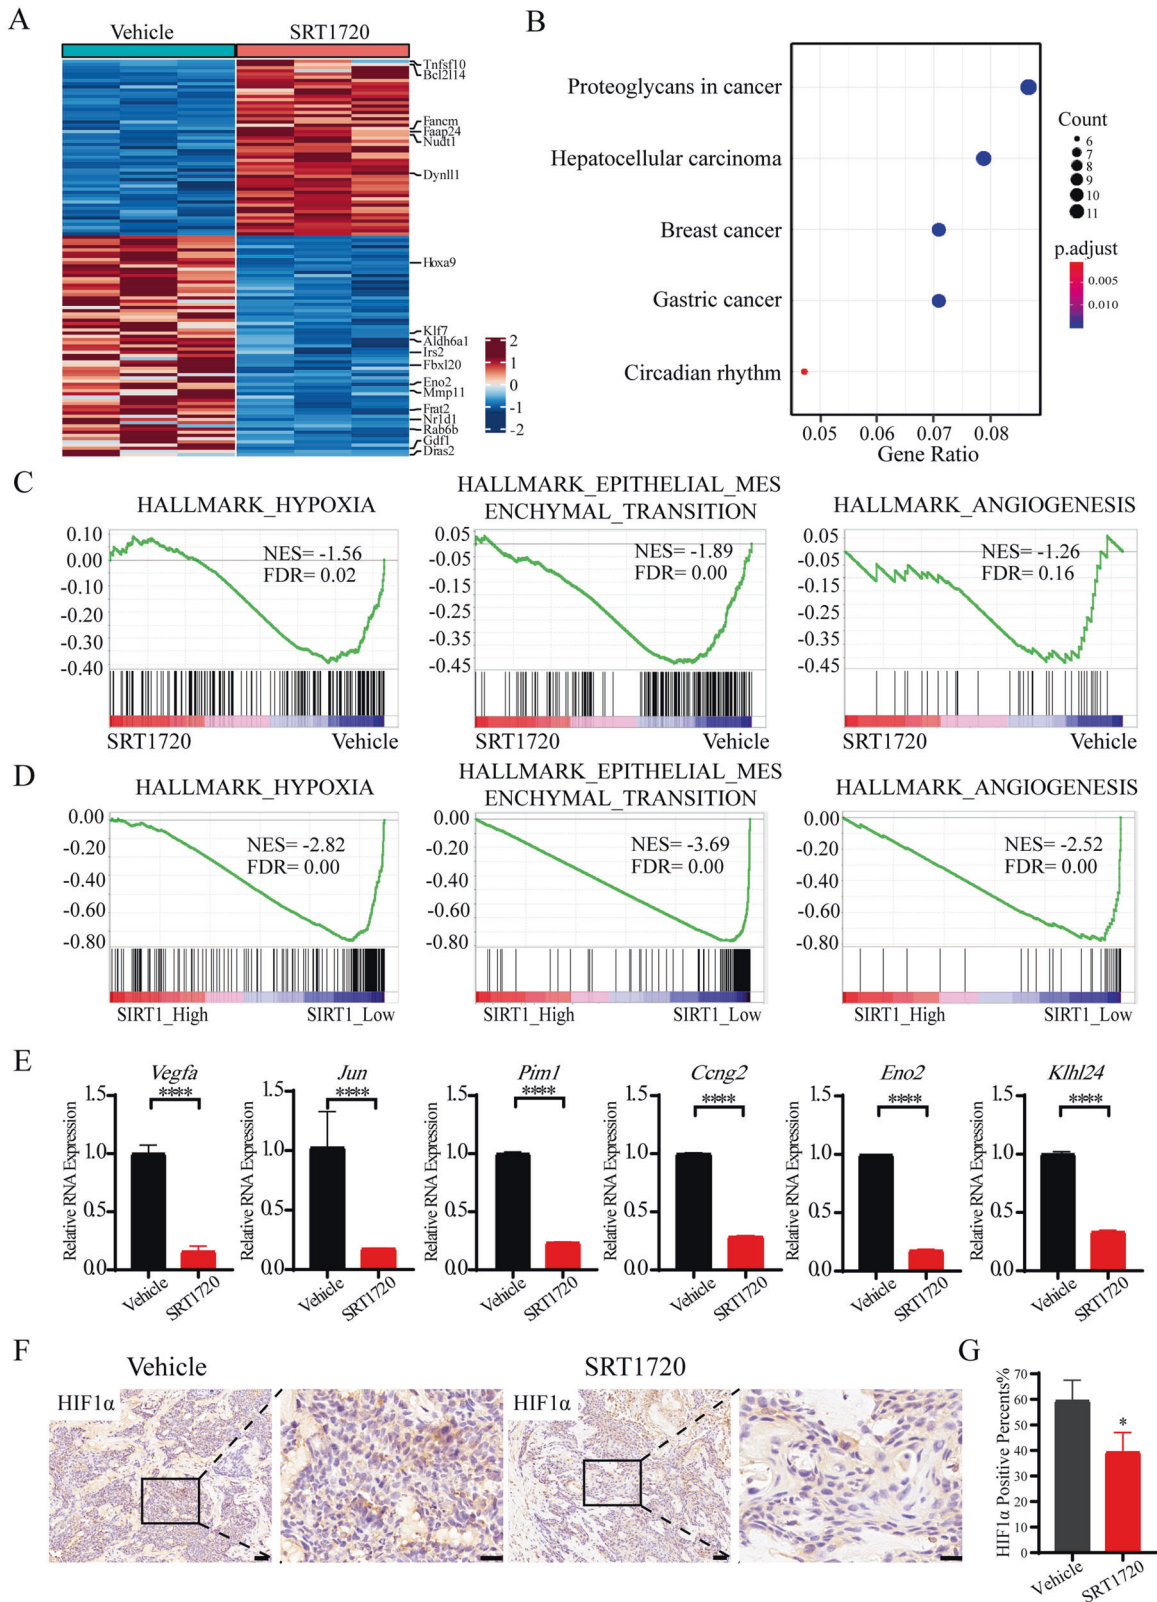 A
Vehicle
SRT1720
Tnfsf10
Bcl2l14
Fancm
Faap24
Nudt1
Dynll1
Hoxa9
Klf7
Aldh6a1
Irs2
Fbxl20
Eno2
Mmp11
Frat2
Nr1d1
Rab6b
Gdf1
Diras2
2
1
0
-1
-2
B
Proteoglycans in cancer
Hepatocellular carcinoma
Breast cancer
Gastric cancer
Circadian rhythm
0.05 0.06 0.07 0.08
Gene Ratio
Count
6
7
8
9
10
11
p.adjust
0.005
0.010
C
HALLMARK_HYPOXIA
0.10
0.00
-0.10
-0.20
-0.30
-0.40
NES= -1.56
FDR= 0.02
SRT1720 Vehicle
HALLMARK_EPITHELIAL_MES
ENCHYMAL_TRANSITION
0.05
-0.05
-0.15
-0.25
-0.35
-0.45
NES= -1.89
FDR= 0.00
SRT1720 Vehicle
HALLMARK_ANGIOGENESIS
0.05
-0.05
-0.15
-0.25
-0.35
-0.45
NES= -1.26
FDR= 0.16
SRT1720 Vehicle
D
HALLMARK_HYPOXIA
0.00
-0.20
-0.40
-0.60
-0.80
NES= -2.82
FDR= 0.00
SIRT1_High SIRT1_Low
HALLMARK_EPITHELIAL_MES
ENCHYMAL_TRANSITION
0.00
-0.20
-0.40
-0.60
-0.80
NES= -3.69
FDR= 0.00
SIRT1_High SIRT1_Low
HALLMARK_ANGIOGENESIS
0.00
-0.20
-0.40
-0.60
-0.80
NES= -2.52
FDR= 0.00
SIRT1_High SIRT1_Low
E
Vegfa
Relative RNA Expression
1.5
1.0
0.5
0.0
****
Vehicle
SRT1720
Jun
Relative RNA Expression
1.5
1.0
0.5
0.0
****
Vehicle
SRT1720
Pim1
Relative RNA Expression
1.5
1.0
0.5
0.0
****
Vehicle
SRT1720
Ccng2
Relative RNA Expression
1.5
1.0
0.5
0.0
****
Vehicle
SRT1720
Eno2
Relative RNA Expression
1.5
1.0
0.5
0.0
****
Vehicle
SRT1720
Klhl24
Relative RNA Expression
1.5
1.0
0.5
0.0
****
Vehicle
SRT1720
F
Vehicle
SRT1720
HIF1α
HIF1α
G
HIF1α Positive Percents%
70
60
50
40
30
20
10
0
*
Vehicle
SRT1720